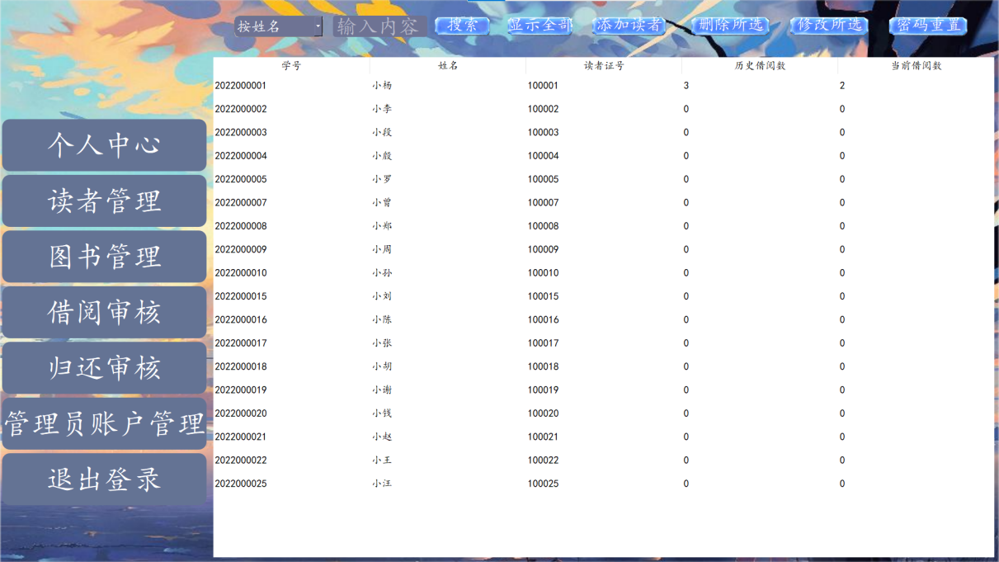 按姓名 输入内容 搜索 显示全部 添加读者 删除所选 修改所选 密码重置
个人中心
读者管理
图书管理
借阅审核
归还审核
管理员账户管理
退出登录
学号 姓名 读者证号 历史借阅数 当前借阅数
2022000001 小杨 100001 3 2
2022000002 小李 100002 0 0
2022000003 小段 100003 0 0
2022000004 小殷 100004 0 0
2022000005 小罗 100005 0 0
2022000007 小曾 100007 0 0
2022000008 小郑 100008 0 0
2022000009 小周 100009 0 0
2022000010 小孙 100010 0 0
2022000015 小刘 100015 0 0
2022000016 小陈 100016 0 0
2022000017 小张 100017 0 0
2022000018 小胡 100018 0 0
2022000019 小谢 100019 0 0
2022000020 小钱 100020 0 0
2022000021 小赵 100021 0 0
2022000022 小王 100022 0 0
2022000025 小汪 100025 0 0